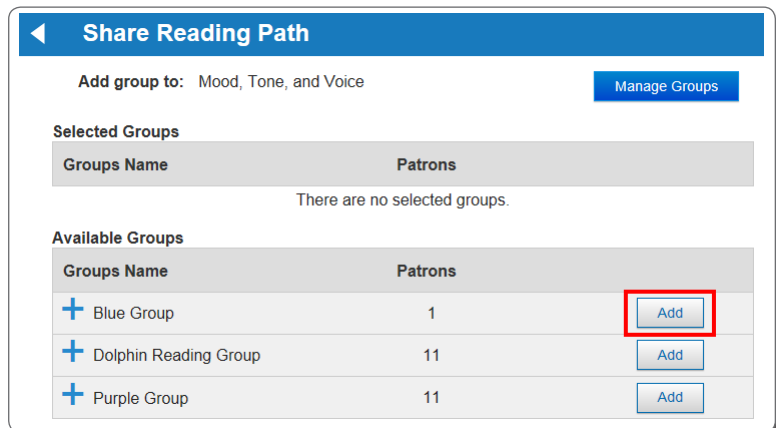 Share Reading Path
Add group to: Mood, Tone, and Voice
Manage Groups
Selected Groups
Groups Name Patrons
There are no selected groups.
Available Groups
Groups Name Patrons
Blue Group 1 Add
Dolphin Reading Group 11 Add
Purple Group 11 Add